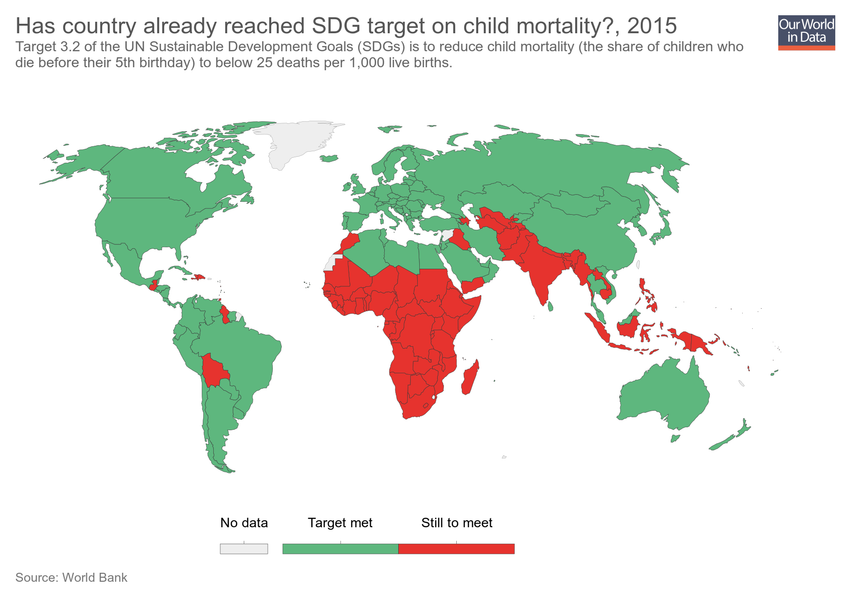 Has country already reached SDG target on child mortality?, 2015
Our World
in Data
Target 3.2 of the UN Sustainable Development Goals (SDGs) is to reduce child mortality (the share of children who
die before their 5th birthday) to below 25 deaths per 1,000 live births.
No data
Target met
Still to meet
Source: World Bank